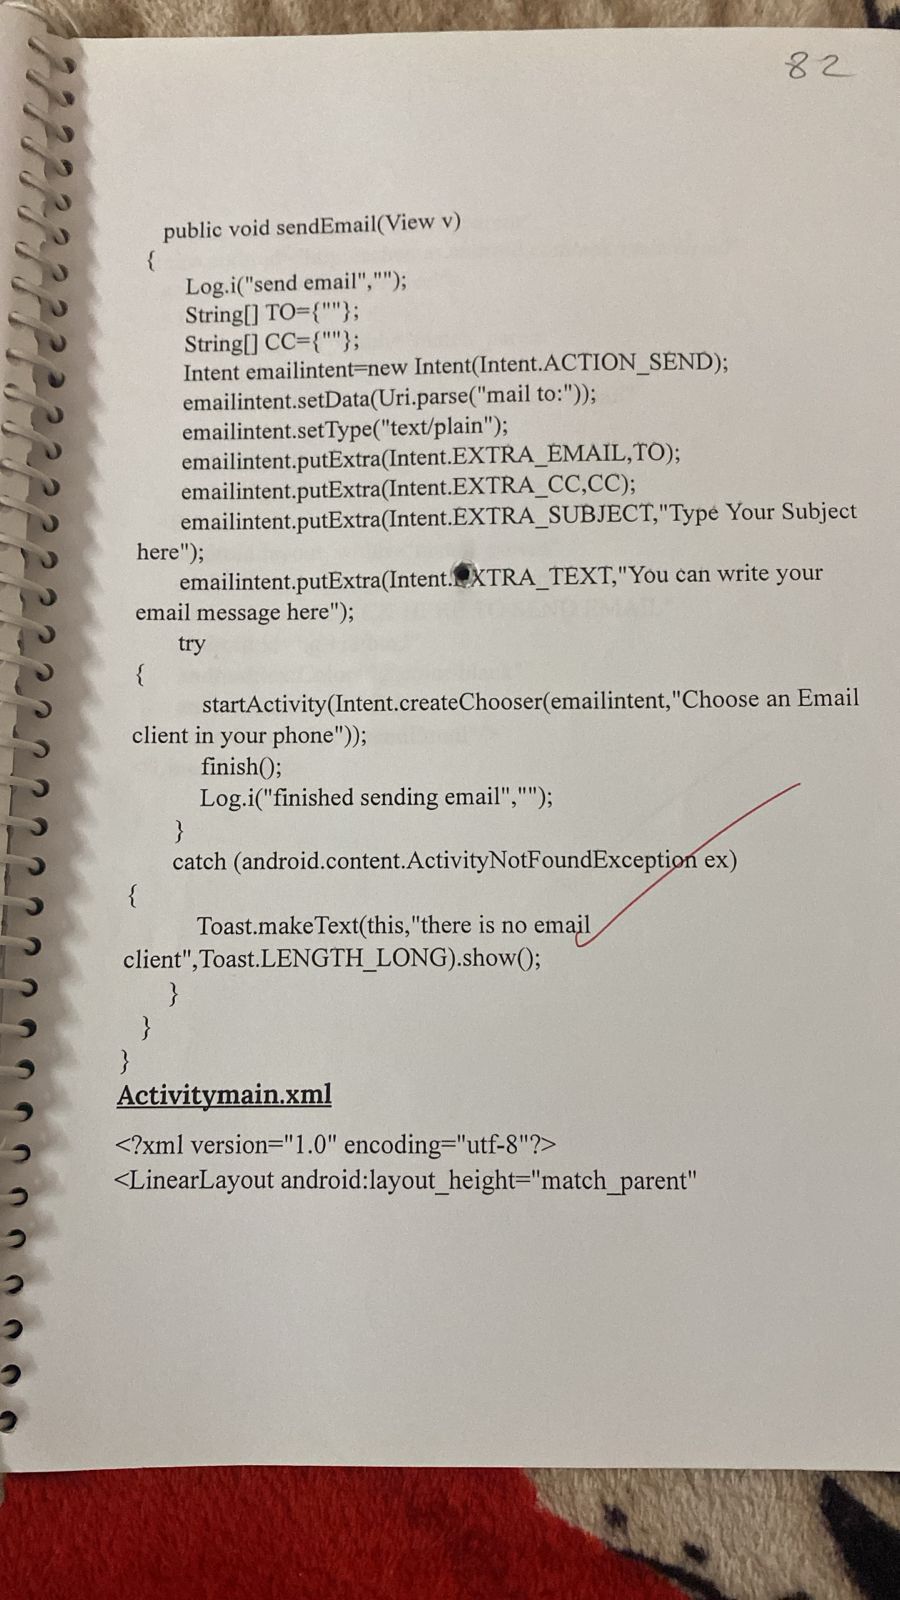 82
public void sendEmail(View v)
{
Log.i("send email","");
String[] TO={""};
String[] CC={""};
Intent emailintent=new Intent(Intent.ACTION_SEND);
emailintent.setData(Uri.parse("mail to:"));
emailintent.setType("text/plain");
emailintent.putExtra(Intent.EXTRA_EMAIL,TO);
emailintent.putExtra(Intent.EXTRA_CC,CC);
emailintent.putExtra(Intent.EXTRA_SUBJECT,"Type Your Subject
here");
emailintent.putExtra(Intent.EXTRA_TEXT,"You can write your
email message here");
try
{
startActivity(Intent.createChooser(emailintent,"Choose an Email
client in your phone"));
finish();
Log.i("finished sending email","");
}
catch (android.content.ActivityNotFoundException ex)
{
Toast.makeText(this,"there is no email
client",Toast.LENGTH_LONG).show();
}
}
}
Activitymain.xml
<?xml version="1.0" encoding="utf-8"?>
<LinearLayout android:layout_height="match_parent"